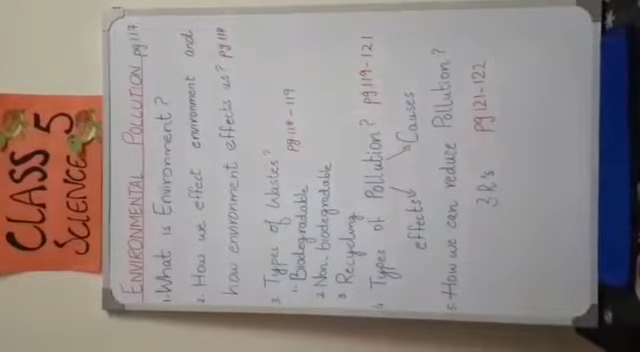 CLASS 5
SCIENCE
ENVIRONMENTAL POLLUTION pg 117
1. What is Environment?
2. How we effect environment and
how environment effects us? pg 118
3 Types of Wastes?
1. Biodegradable pg 118-119
2 Non-biodegradable
3. Recycling
4 Types of Pollution? pg 119-121
effects Causes
5. How we can reduce Pollution?
3R's pg 121-122